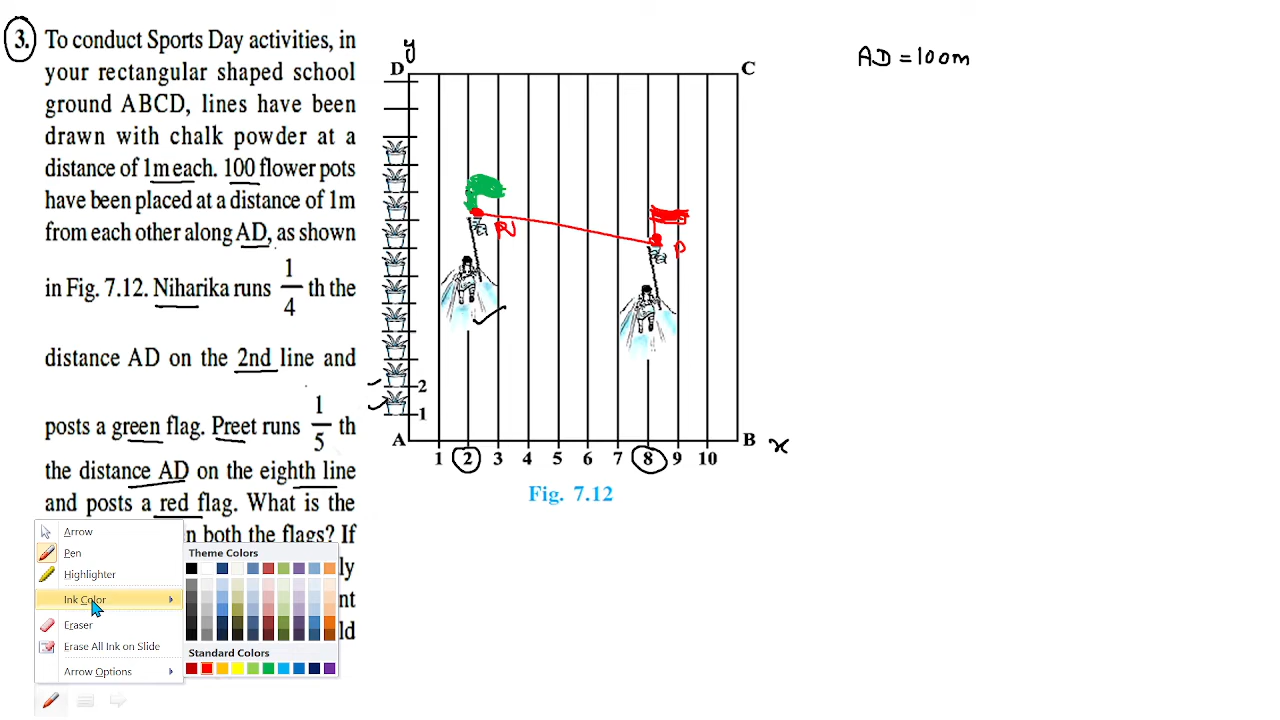 3. To conduct Sports Day activities, in
your rectangular shaped school
ground ABCD, lines have been
drawn with chalk powder at a
distance of 1m each. 100 flower pots
have been placed at a distance of 1m
from each other along AD, as shown
in Fig. 7.12. Niharika runs 1/4 th the
distance AD on the 2nd line and
posts a green flag. Preet runs 1/5 th
the distance AD on the eighth line
and posts a red flag. What is the
n both the flags? If
ly
nt
ld
Arrow
Pen
Highlighter
Ink Color
Eraser
Erase All Ink on Slide
Arrow Options
Theme Colors
Standard Colors
y
D
C
N
P
2
1
A
B
x
1 2 3 4 5 6 7 8 9 10
Fig. 7.12
AD = 100m